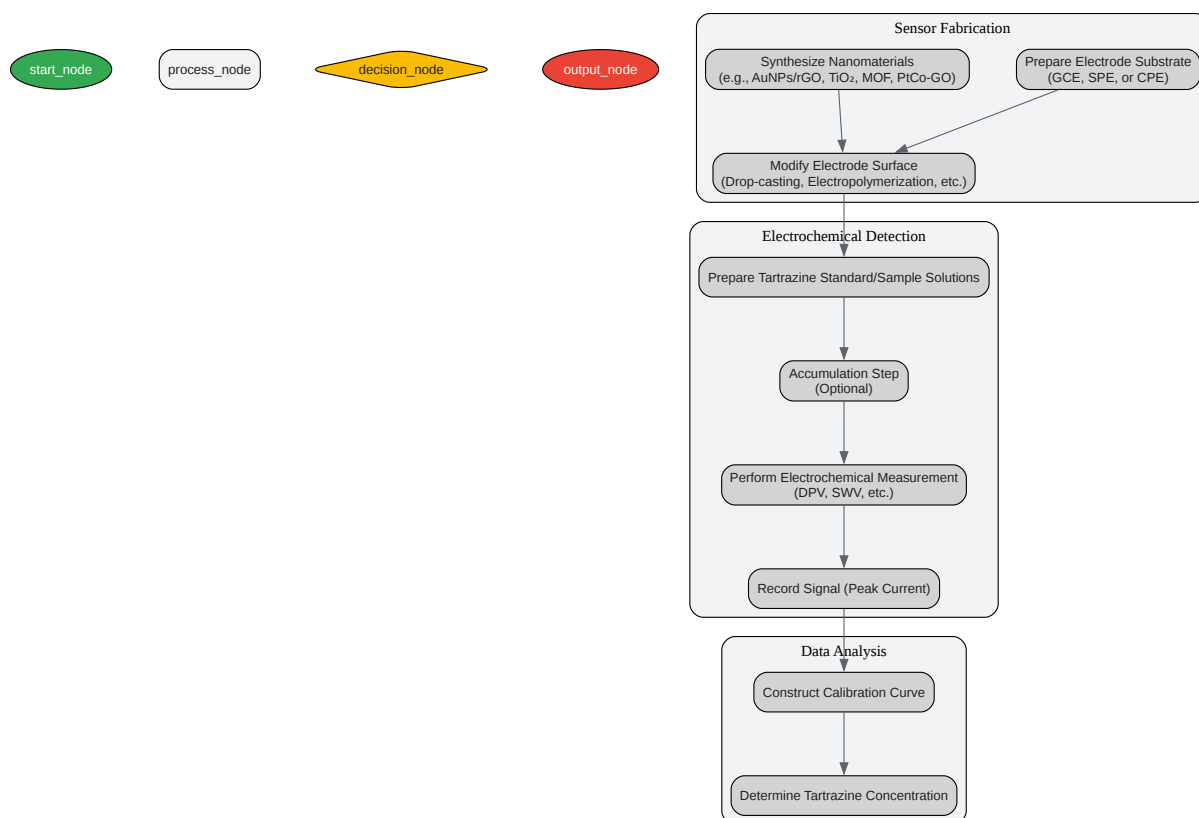 start_node
process_node
decision_node
output_node
Sensor Fabrication
Synthesize Nanomaterials
(e.g., AuNPs/rGO, TiO₂, MOF, PtCo-GO)
Prepare Electrode Substrate
(GCE, SPE, or CPE)
Modify Electrode Surface
(Drop-casting, Electropolymerization, etc.)
Electrochemical Detection
Prepare Tartrazine Standard/Sample Solutions
Accumulation Step
(Optional)
Perform Electrochemical Measurement
(DPV, SWV, etc.)
Record Signal (Peak Current)
Data Analysis
Construct Calibration Curve
Determine Tartrazine Concentration